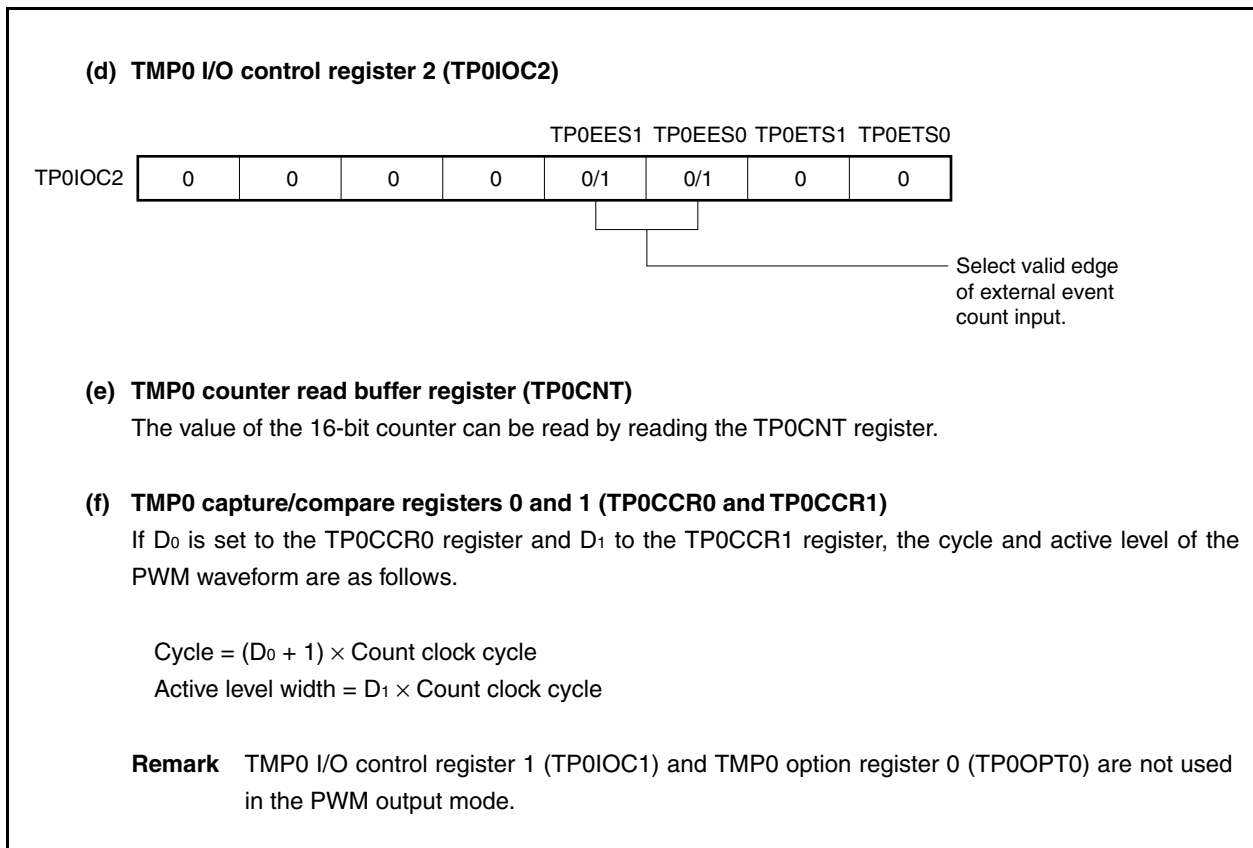 (d) TMP0 I/O control register 2 (TP0IOC2)
TP0EES1 TP0EES0 TP0ETS1 TP0ETS0
TP0IOC2 0 0 0 0 0/1 0/1 0 0
Select valid edge
of external event
count input.
(e) TMP0 counter read buffer register (TP0CNT)
The value of the 16-bit counter can be read by reading the TP0CNT register.
(f) TMP0 capture/compare registers 0 and 1 (TP0CCR0 and TP0CCR1)
If D0 is set to the TP0CCR0 register and D1 to the TP0CCR1 register, the cycle and active level of the
PWM waveform are as follows.
Cycle = (D0 + 1) × Count clock cycle
Active level width = D1 × Count clock cycle
Remark TMP0 I/O control register 1 (TP0IOC1) and TMP0 option register 0 (TP0OPT0) are not used
in the PWM output mode.